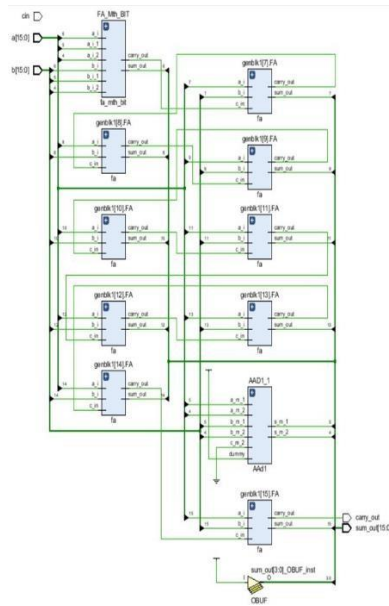 cin
a[15:0]
b[15:0]
FA_Mth_BIT
a_i
a_i_1
a_i_2
b_i
b_i_1
b_i_2
carry_out
sum_out
fa_mth_bit
genblk1[7].FA
a_i
b_i
c_in
carry_out
sum_out
fa
genblk1[8].FA
a_i
b_i
c_in
carry_out
sum_out
fa
genblk1[9].FA
a_i
b_i
c_in
carry_out
sum_out
fa
genblk1[10].FA
a_i
b_i
c_in
carry_out
sum_out
fa
genblk1[11].FA
a_i
b_i
c_in
carry_out
sum_out
fa
genblk1[12].FA
a_i
b_i
c_in
carry_out
sum_out
fa
genblk1[13].FA
a_i
b_i
c_in
carry_out
sum_out
fa
genblk1[14].FA
a_i
b_i
c_in
carry_out
sum_out
fa
AAD1_1
a_m_1
a_m_2
b_m_1
b_m_2
c_m_2
dummy
s_m_1
s_m_2
AAd1
genblk1[15].FA
a_i
b_i
c_in
carry_out
sum_out
fa
carry_out
sum_out[15:0
sum_out[3:0]_OBUF_inst
I
O
OBUF